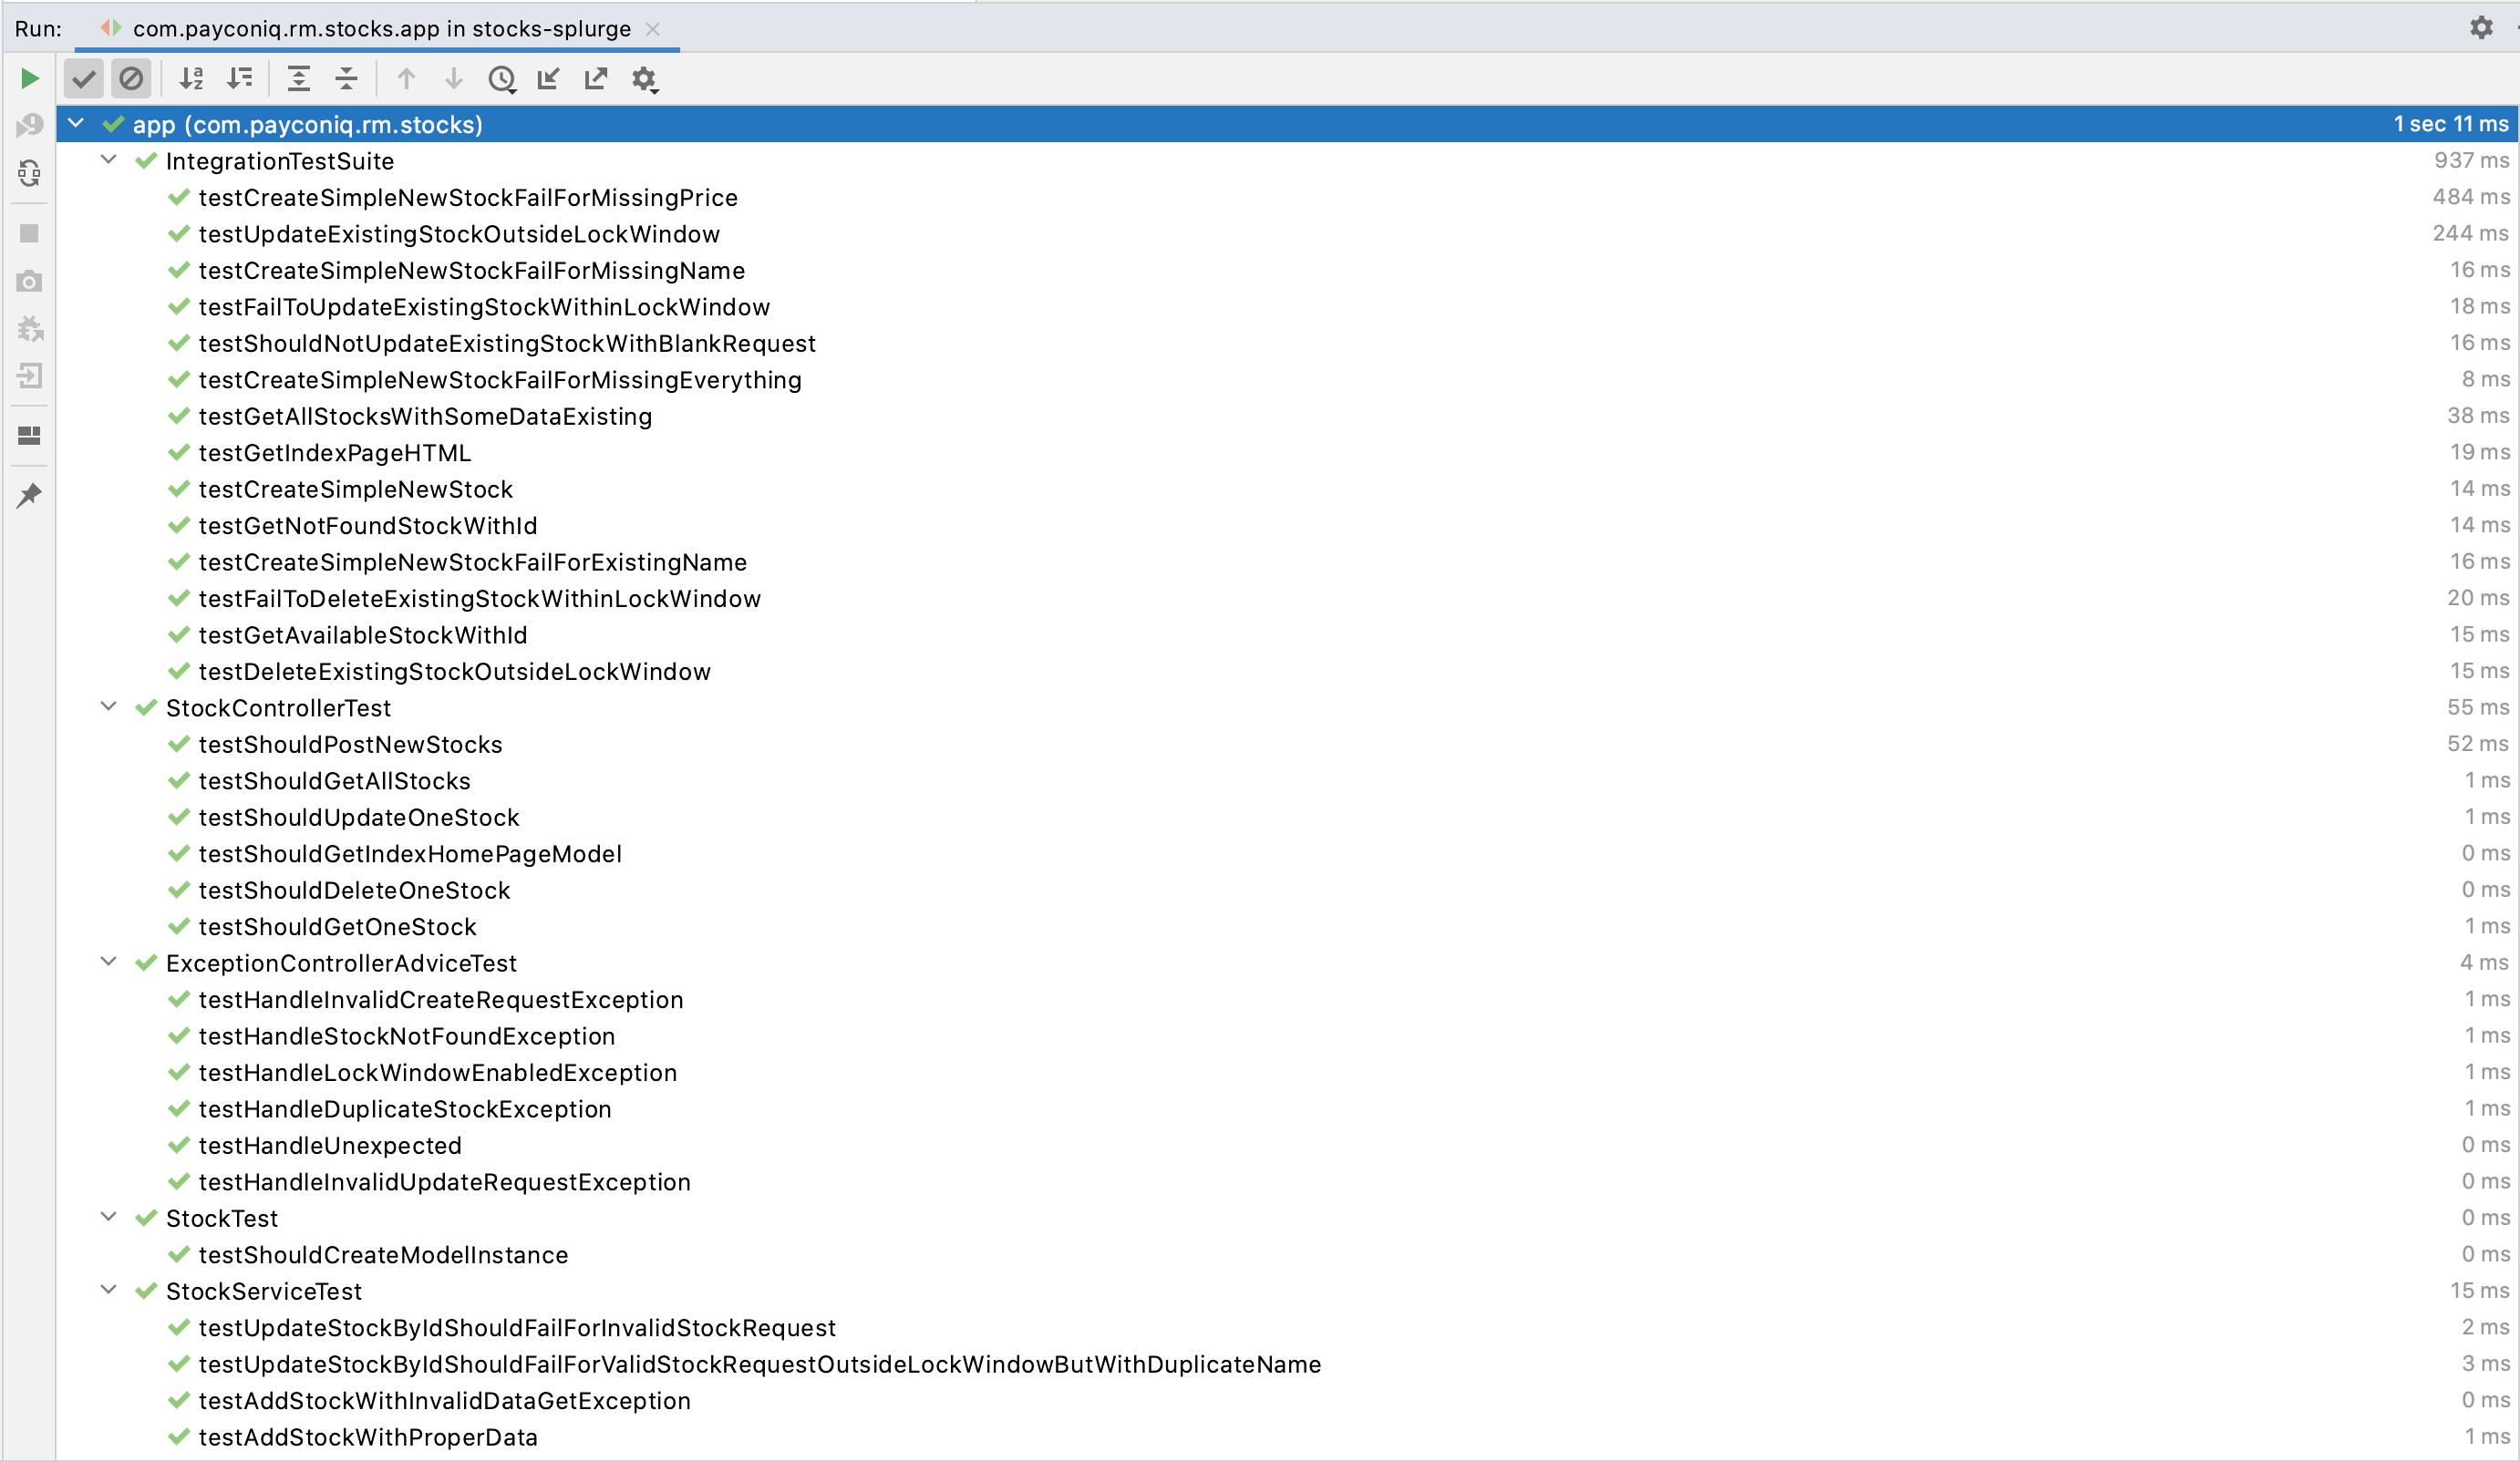 Run: com.payconiq.rm.stocks.app in stocks-splurge
app (com.payconiq.rm.stocks) 1 sec 11 ms
IntegrationTestSuite 937 ms
testCreateSimpleNewStockFailForMissingPrice 484 ms
testUpdateExistingStockOutsideLockWindow 244 ms
testCreateSimpleNewStockFailForMissingName 16 ms
testFailToUpdateExistingStockWithinLockWindow 18 ms
testShouldNotUpdateExistingStockWithBlankRequest 16 ms
testCreateSimpleNewStockFailForMissingEverything 8 ms
testGetAllStocksWithSomeDataExisting 38 ms
testGetIndexPageHTML 19 ms
testCreateSimpleNewStock 14 ms
testGetNotFoundStockWithId 14 ms
testCreateSimpleNewStockFailForExistingName 16 ms
testFailToDeleteExistingStockWithinLockWindow 20 ms
testGetAvailableStockWithId 15 ms
testDeleteExistingStockOutsideLockWindow 15 ms
StockControllerTest 55 ms
testShouldPostNewStocks 52 ms
testShouldGetAllStocks 1 ms
testShouldUpdateOneStock 1 ms
testShouldGetIndexHomePageModel 0 ms
testShouldDeleteOneStock 0 ms
testShouldGetOneStock 1 ms
ExceptionControllerAdviceTest 4 ms
testHandleInvalidCreateRequestException 1 ms
testHandleStockNotFoundException 1 ms
testHandleLockWindowEnabledException 1 ms
testHandleDuplicateStockException 1 ms
testHandleUnexpected 0 ms
testHandleInvalidUpdateRequestException 0 ms
StockTest 0 ms
testShouldCreateModelInstance 0 ms
StockServiceTest 15 ms
testUpdateStockByIdShouldFailForInvalidStockRequest 2 ms
testUpdateStockByIdShouldFailForValidStockRequestOutsideLockWindowButWithDuplicateName 3 ms
testAddStockWithInvalidDataGetException 0 ms
testAddStockWithProperData 1 ms